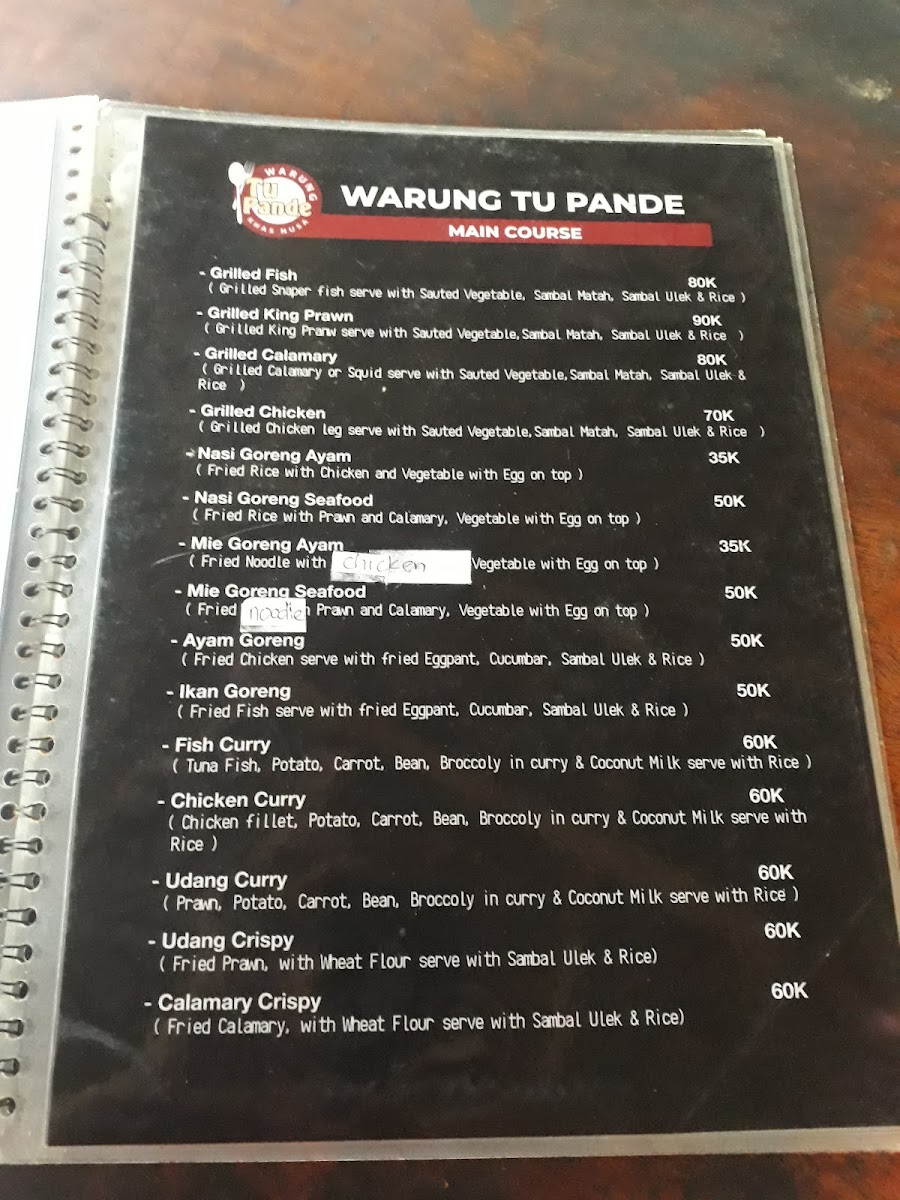 WARUNG
Tu
Pande
KHAS NUSA
WARUNG TU PANDE
MAIN COURSE
- Grilled Fish 80K
( Grilled Snaper fish serve with Sauted Vegetable, Sambal Matah, Sambal Ulek & Rice )
- Grilled King Prawn 90K
( Grilled King Pranw serve with Sauted Vegetable,Sambal Matah, Sambal Ulek & Rice )
- Grilled Calamary 80K
( Grilled Calamary or Squid serve with Sauted Vegetable,Sambal Matah, Sambal Ulek &
Rice )
- Grilled Chicken 70K
( Grilled Chicken leg serve with Sauted Vegetable,Sambal Matah, Sambal Ulek & Rice )
- Nasi Goreng Ayam 35K
( Fried Rice with Chicken and Vegetable with Egg on top )
- Nasi Goreng Seafood 50K
( Fried Rice with Prawn and Calamary, Vegetable with Egg on top )
- Mie Goreng Ayam 35K
( Fried Noodle with chicken Vegetable with Egg on top )
- Mie Goreng Seafood 50K
( Fried noodle Prawn and Calamary, Vegetable with Egg on top )
- Ayam Goreng 50K
( Fried Chicken serve with fried Eggpant, Cucumbar, Sambal Ulek & Rice )
- Ikan Goreng 50K
( Fried Fish serve with fried Eggpant, Cucumbar, Sambal Ulek & Rice )
- Fish Curry 60K
( Tuna Fish, Potato, Carrot, Bean, Broccoly in curry & Coconut Milk serve with Rice )
- Chicken Curry 60K
( Chicken fillet, Potato, Carrot, Bean, Broccoly in curry & Coconut Milk serve with
Rice )
- Udang Curry 60K
( Prawn, Potato, Carrot, Bean, Broccoly in curry & Coconut Milk serve with Rice )
- Udang Crispy 60K
( Fried Prawn, with Wheat Flour serve with Sambal Ulek & Rice)
- Calamary Crispy 60K
( Fried Calamary, with Wheat Flour serve with Sambal Ulek & Rice)